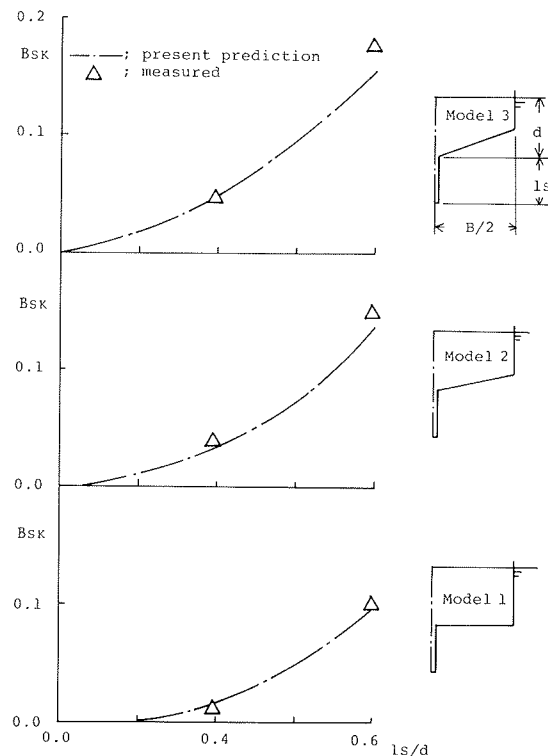 0.2
BSK
; present prediction
; measured
0.1
0.0
Model 3
d
ls
B/2
BSK
0.1
0.0
Model 2
BSK
0.1
0.0
Model 1
0.0
0.4
0.6
ls/d